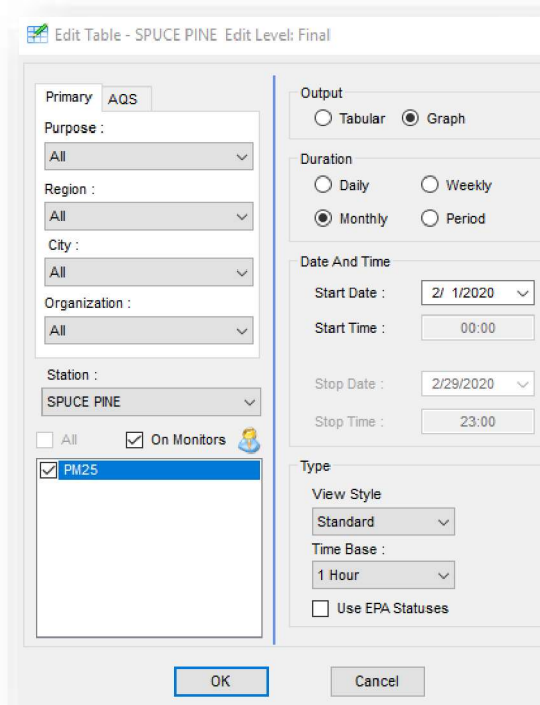 Edit Table - SPUCE PINE Edit Level: Final
Primary AQS
Purpose :
All
Region :
All
City :
All
Organization :
All
Station :
SPUCE PINE
All On Monitors
PM25
Output
Tabular Graph
Duration
Daily Weekly
Monthly Period
Date And Time
Start Date : 2/ 1/2020
Start Time : 00:00
Stop Date : 2/29/2020
Stop Time : 23:00
Type
View Style
Standard
Time Base :
1 Hour
Use EPA Statuses
OK Cancel